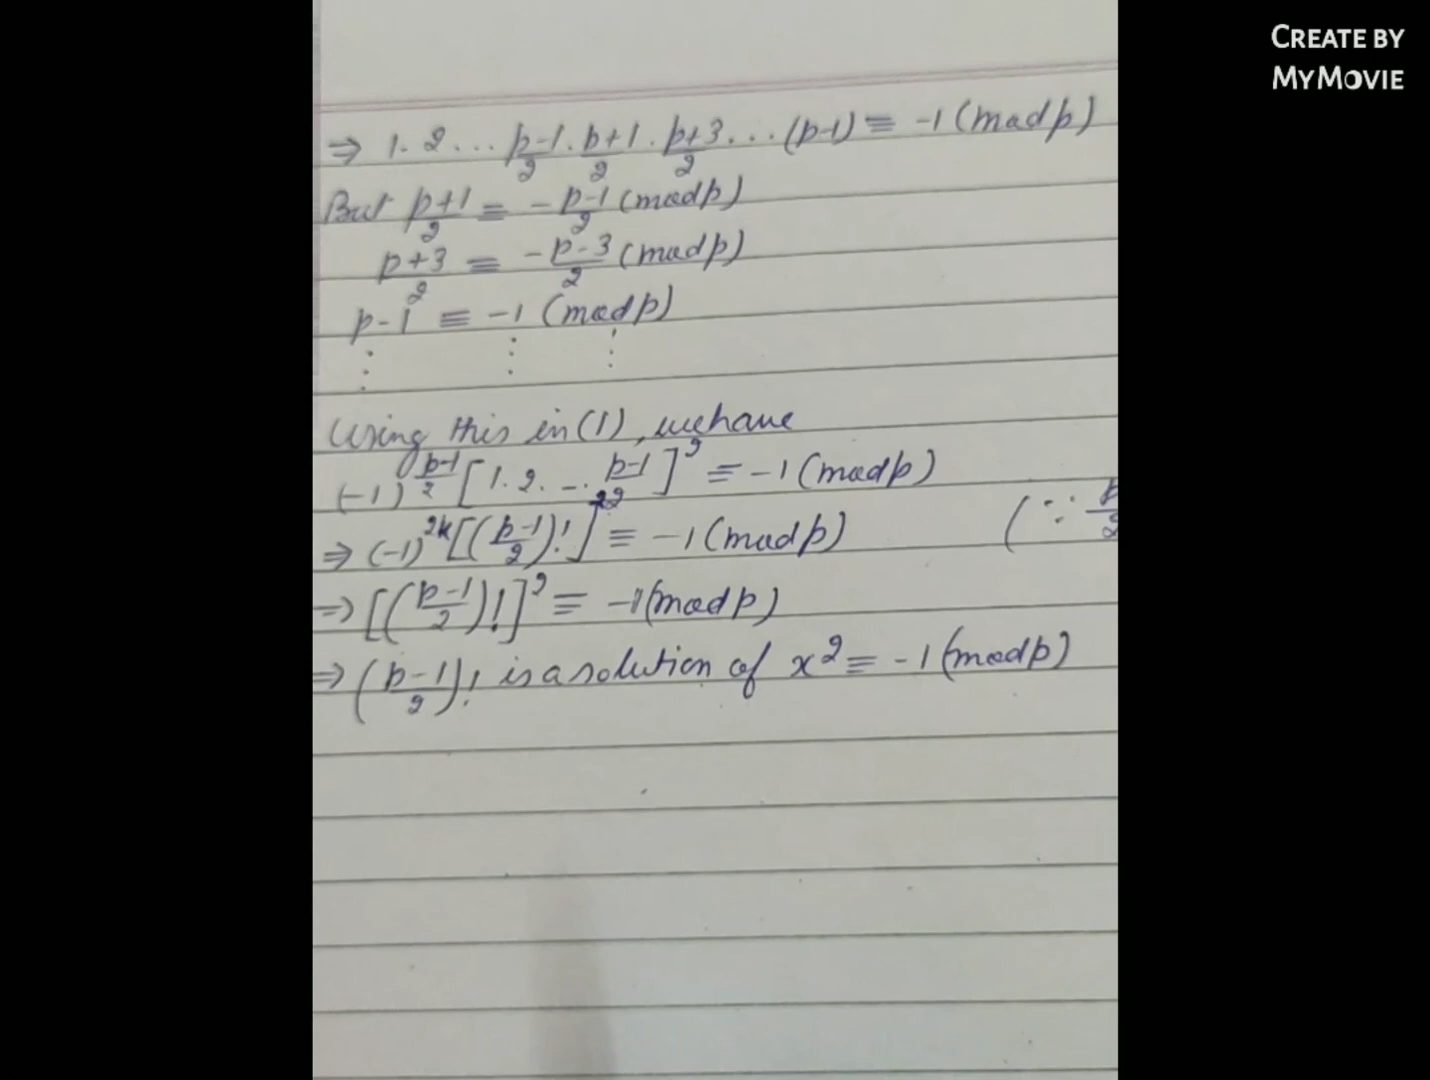 CREATE BY
MYMOVIE
⇒ 1. 2 ... p-1/2 . p+1/2 . p+3/2 ... (p-1) ≡ -1 (mod p)
But p+1/2 ≡ - p-1/2 (mod p)
p+3/2 ≡ - p-3/2 (mod p)
p-1 ≡ -1 (mod p)
⋮ ⋮ ⋮
Using this in (1), we have
(-1)^(p-1/2) [1. 2. ... p-1/2]² ≡ -1 (mod p)
⇒ (-1)^2k [(p-1/2)!]² ≡ -1 (mod p) (∵
⇒ [(p-1/2)!]² ≡ -1 (mod p)
⇒ (p-1/2)! is a solution of x² ≡ -1 (mod p)